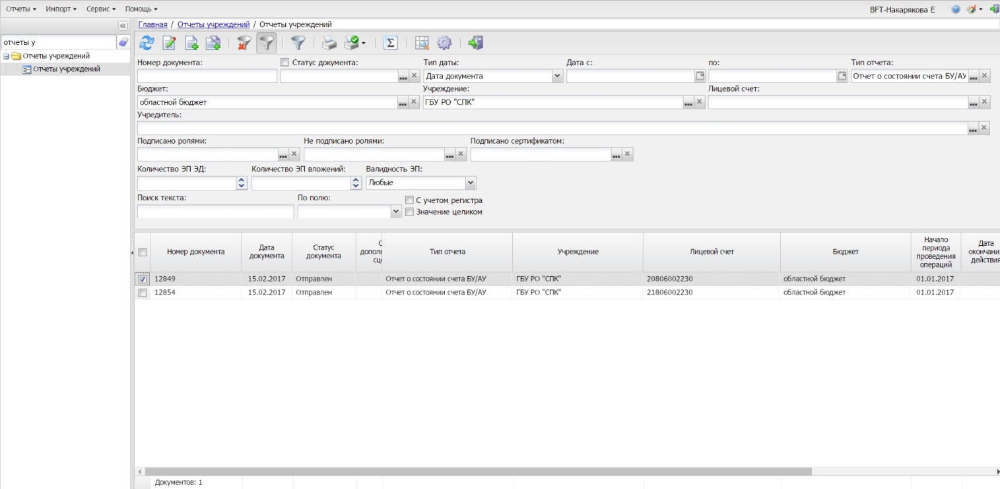 Отчеты Импорт Сервис Помощь BFT-Накарякова Е
Главная / Отчеты учреждений / Отчеты учреждений
отчеты у
Отчеты учреждений
Отчеты учреждений
Номер документа: Статус документа: Тип даты: Дата с: по: Тип отчета:
Дата документа Отчет о состоянии счета БУ/АУ
Бюджет: Учреждение: Лицевой счет:
областной бюджет ГБУ РО "СПК"
Учредитель:
Подписано ролями: Не подписано ролями: Подписано сертификатом:
Количество ЭП ЭД: Количество ЭП вложений: Валидность ЭП:
Любые
Поиск текста: По полю: С учетом регистра
Значение целиком
Номер документа Дата документа Статус документа Тип отчета Учреждение Лицевой счет Бюджет Начало периода проведения операций Дата окончани действия
12849 15.02.2017 Отправлен Отчет о состоянии счета БУ/АУ ГБУ РО "СПК" 20806002230 областной бюджет 01.01.2017
12854 15.02.2017 Отправлен Отчет о состоянии счета БУ/АУ ГБУ РО "СПК" 21806002230 областной бюджет 01.01.2017
Документов: 1